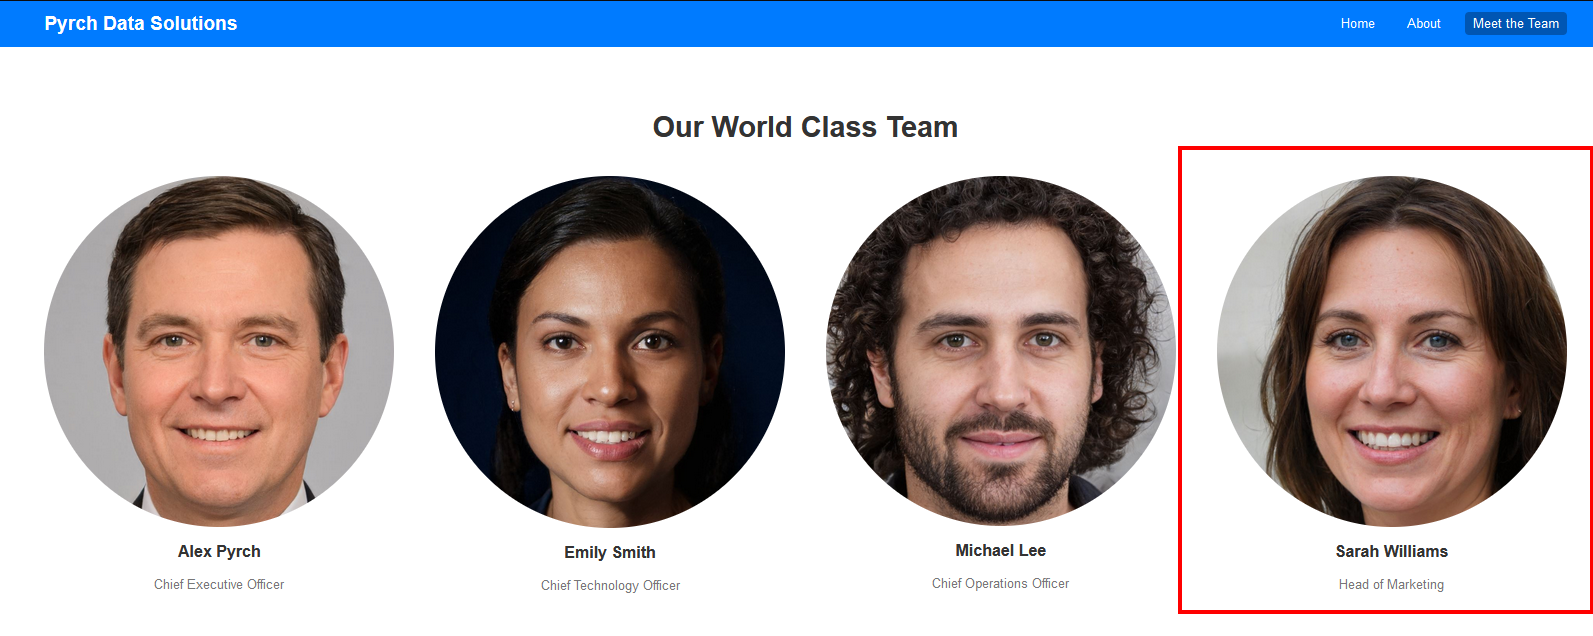 Pyrch Data Solutions
Home About Meet the Team
Our World Class Team
Alex Pyrch
Chief Executive Officer
Emily Smith
Chief Technology Officer
Michael Lee
Chief Operations Officer
Sarah Williams
Head of Marketing